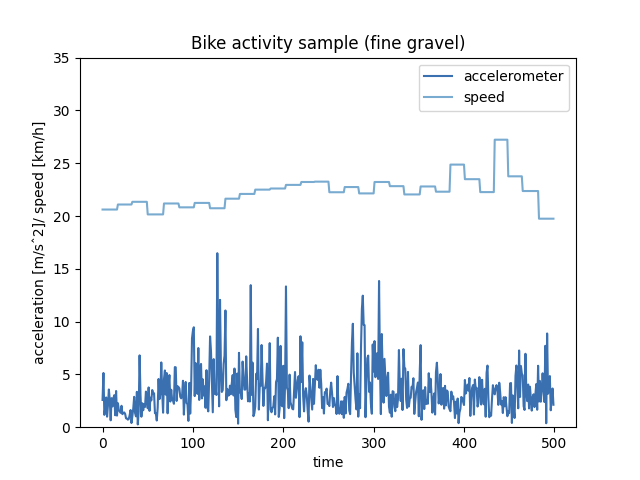 Bike activity sample (fine gravel)
accelerometer
speed
acceleration [m/s^2]/ speed [km/h]
35
30
25
20
15
10
5
0
0 100 200 300 400 500
time